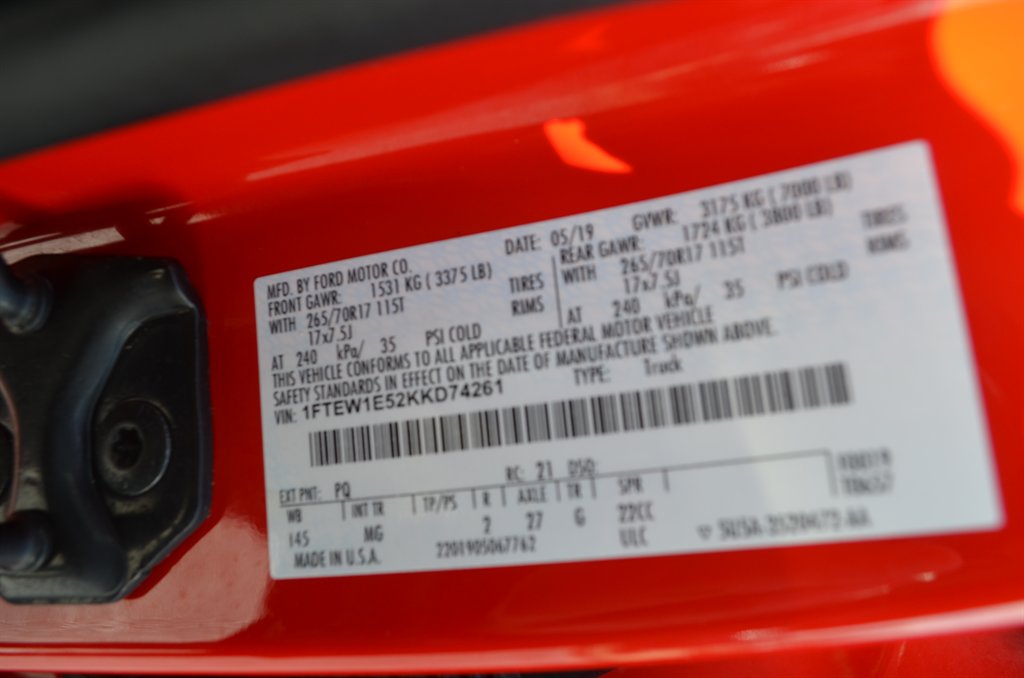 MFD. BY FORD MOTOR CO. DATE: 05/19 GVWR: 3175 KG ( 7000 LB)
FRONT GAWR: 1531 KG ( 3375 LB) REAR GAWR: 1724 KG ( 3800 LB)
WITH 265/70R17 115T TIRES WITH 265/70R17 115T TIRES
17x7.5J RIMS 17x7.5J RIMS
AT 240 kPa/ 35 PSI COLD AT 240 kPa/ 35 PSI COLD
THIS VEHICLE CONFORMS TO ALL APPLICABLE FEDERAL MOTOR VEHICLE
SAFETY STANDARDS IN EFFECT ON THE DATE OF MANUFACTURE SHOWN ABOVE.
VIN: 1FTEW1E52KKD74261 TYPE: Truck
EXT PNT: PQ RC: 21 DSO:
WB INT TR TP/PS R AXLE TR SPR
145 MG 2 27 G 22CC
MADE IN U.S.A. 2201905067762 ULC